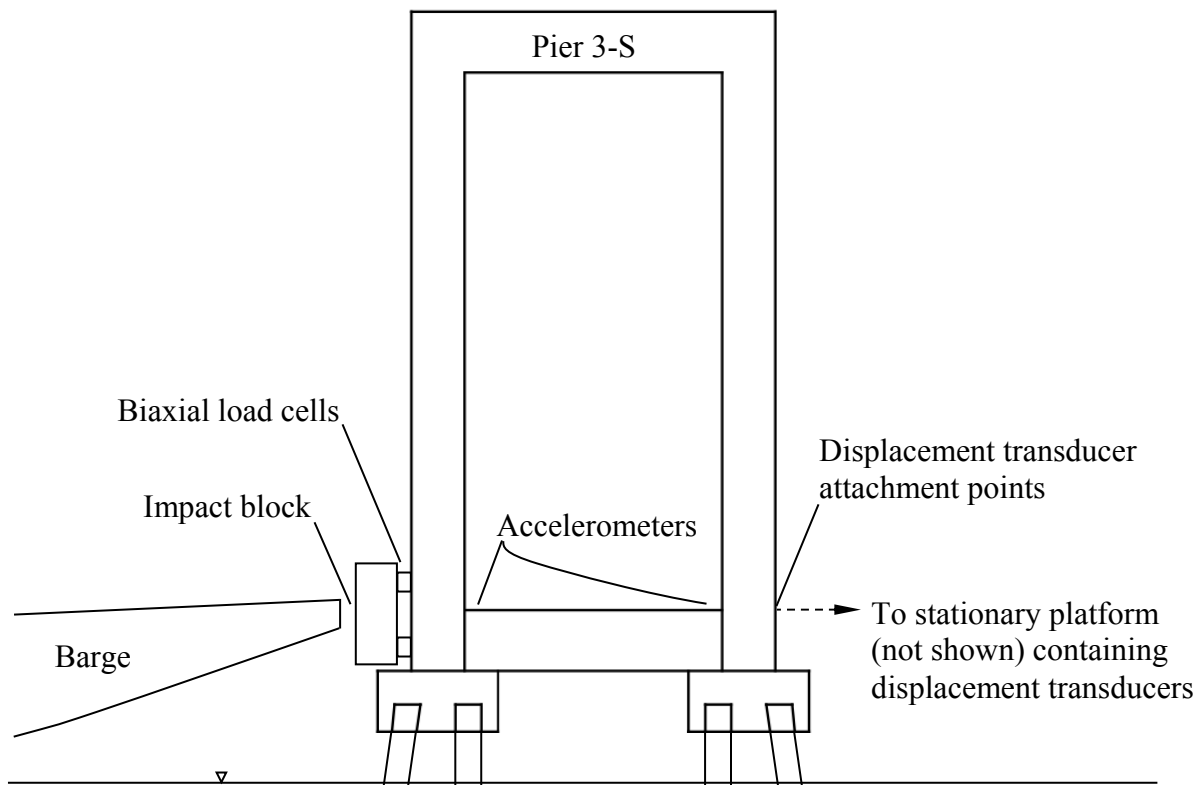 Pier 3-S
Biaxial load cells
Impact block
Accelerometers
Displacement transducer
attachment points
Barge
To stationary platform
(not shown) containing
displacement transducers